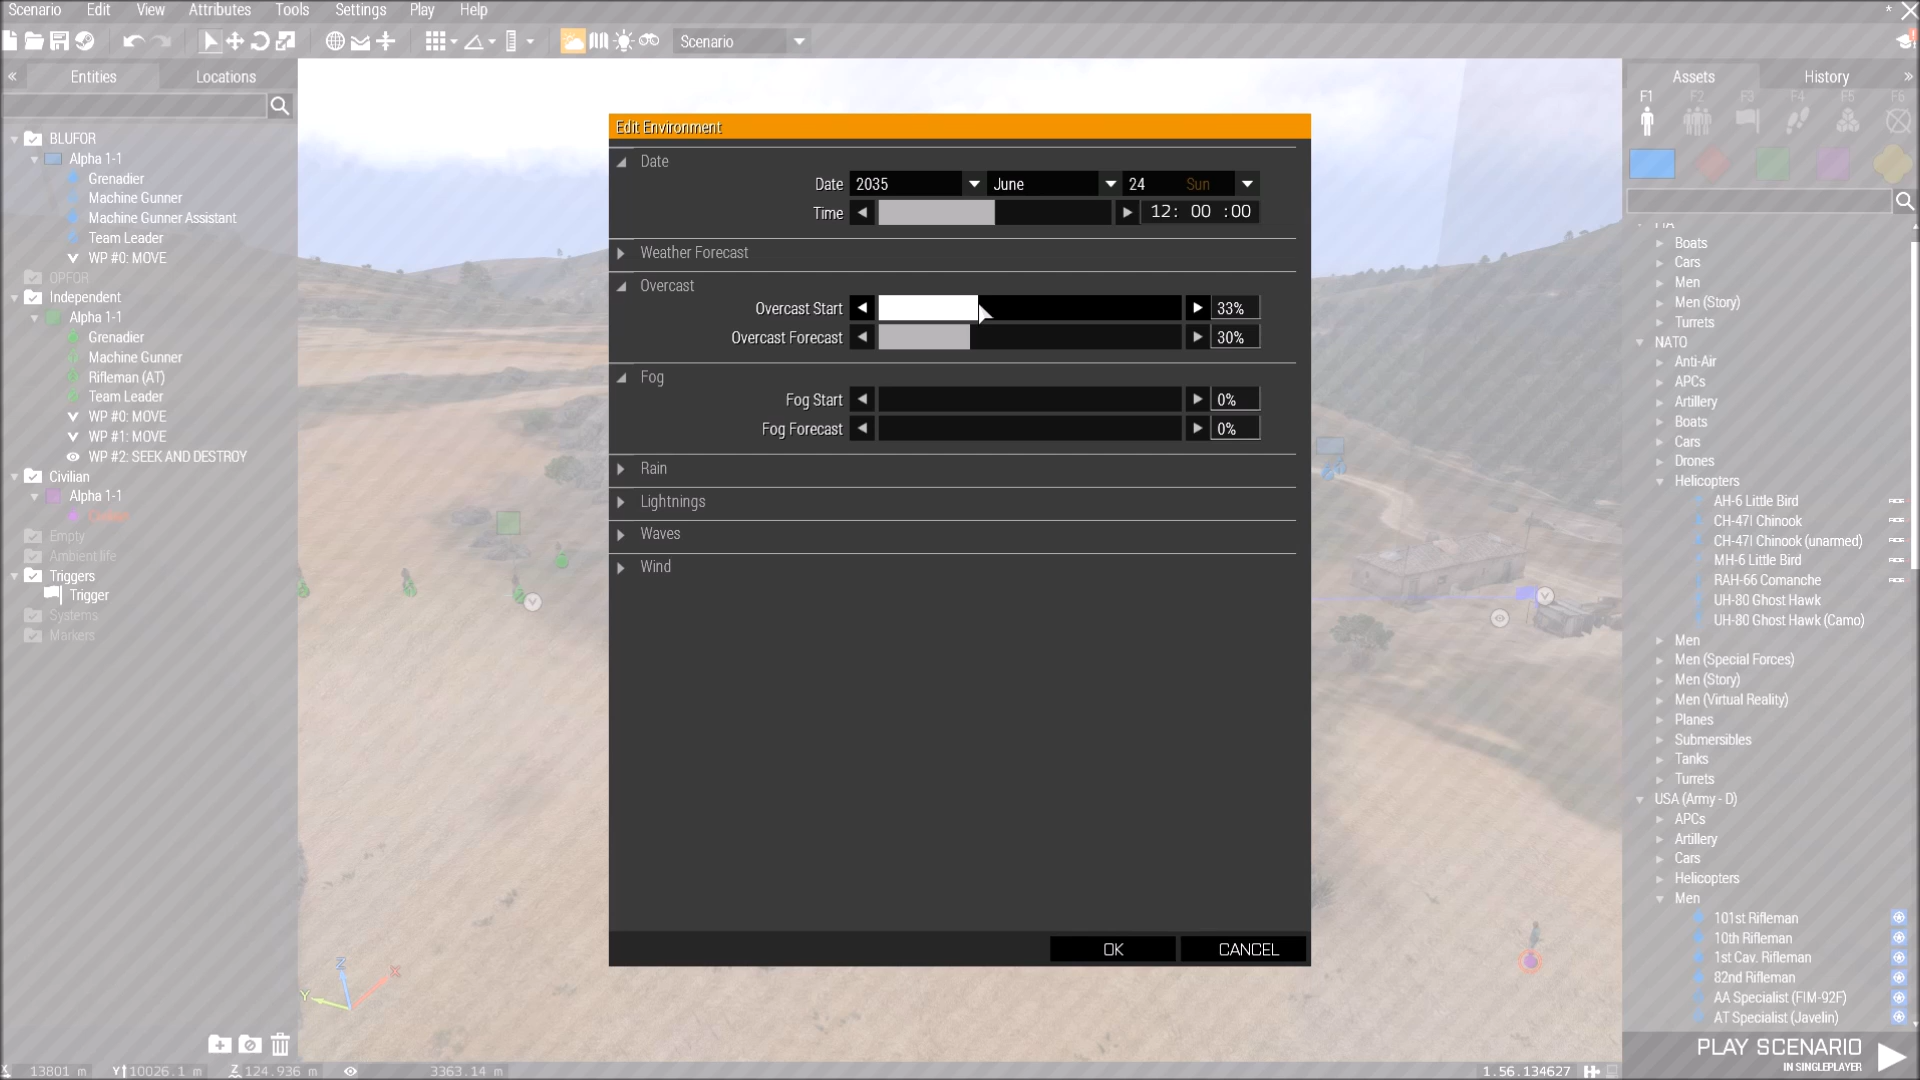 Scenario Edit View Attributes Tools Settings Play Help
Scenario
Entities Locations
BLUFOR
Alpha 1-1
Grenadier
Machine Gunner
Machine Gunner Assistant
Team Leader
WP #0: MOVE
OPFOR
Independent
Alpha 1-1
Grenadier
Machine Gunner
Rifleman (AT)
Team Leader
WP #0: MOVE
WP #1: MOVE
WP #2: SEEK AND DESTROY
Civilian
Alpha 1-1
Empty
Ambient life
Triggers
Trigger
Systems
Markers
Edit Environment
Date
Date 2035 June 24 Sun
Time 12: 00 :00
Weather Forecast
Overcast
Overcast Start 33%
Overcast Forecast 30%
Fog
Fog Start 0%
Fog Forecast 0%
Rain
Lightnings
Waves
Wind
OK CANCEL
Z X Y
Assets History
F1 F2 F3 F4 F5 F6
Boats
Cars
Men
Men (Story)
Turrets
NATO
Anti-Air
APCs
Artillery
Boats
Cars
Drones
Helicopters
AH-6 Little Bird
CH-47I Chinook
CH-47I Chinook (unarmed)
MH-6 Little Bird
RAH-66 Comanche
UH-80 Ghost Hawk
UH-80 Ghost Hawk (Camo)
Men
Men (Special Forces)
Men (Story)
Men (Virtual Reality)
Planes
Submersibles
Tanks
Turrets
USA (Army - D)
APCs
Artillery
Cars
Helicopters
Men
101st Rifleman
10th Rifleman
1st Cav. Rifleman
82nd Rifleman
AA Specialist (FIM-92F)
AT Specialist (Javelin)
PLAY SCENARIO
IN SINGLEPLAYER
X 13801 m Y 10026.1 m Z 124.936 m 3363.14 m 1.56.134627